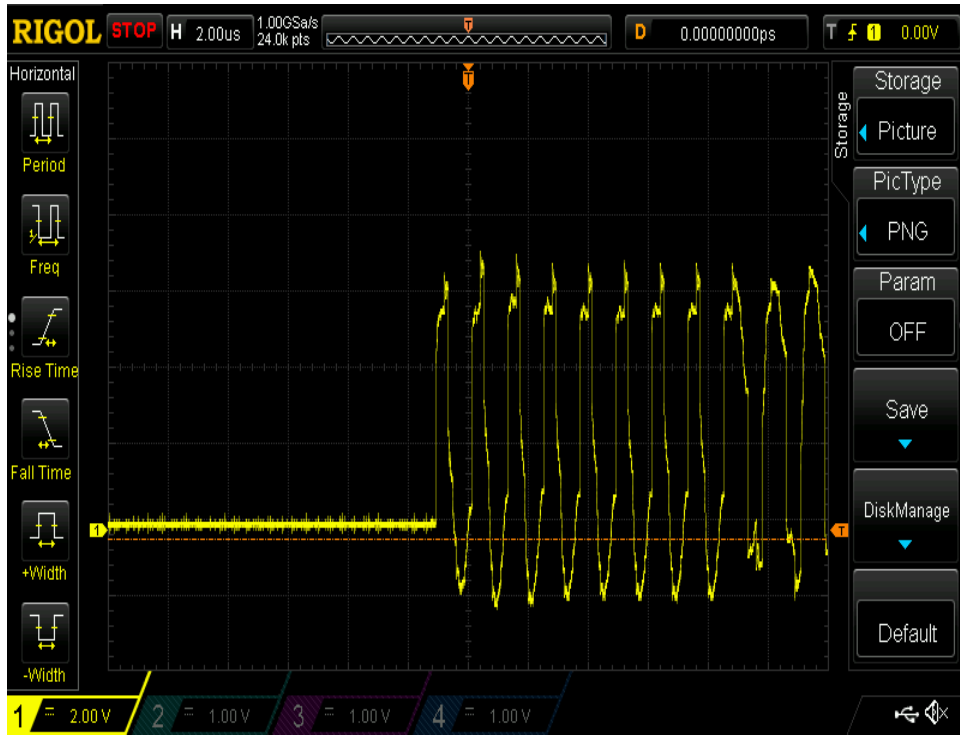 RIGOL STOP H 2.00us 1.00GSa/s 24.0k pts D 0.00000000ps T 1 0.00V
T
Horizontal
Period
1/
Freq
Rise Time
Fall Time
+Width
-Width
1
T
Storage
Storage
Picture
PicType
PNG
Param
OFF
Save
DiskManage
Default
1 = 2.00 V 2 = 1.00 V 3 = 1.00 V 4 = 1.00 V